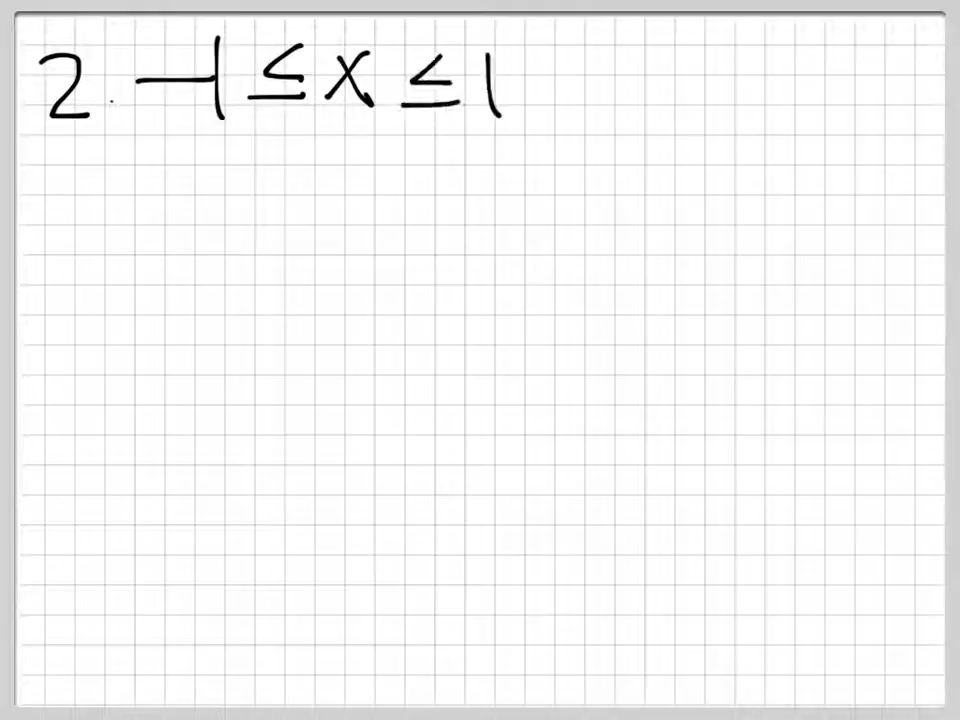 2. -1 ≤ x ≤ 1